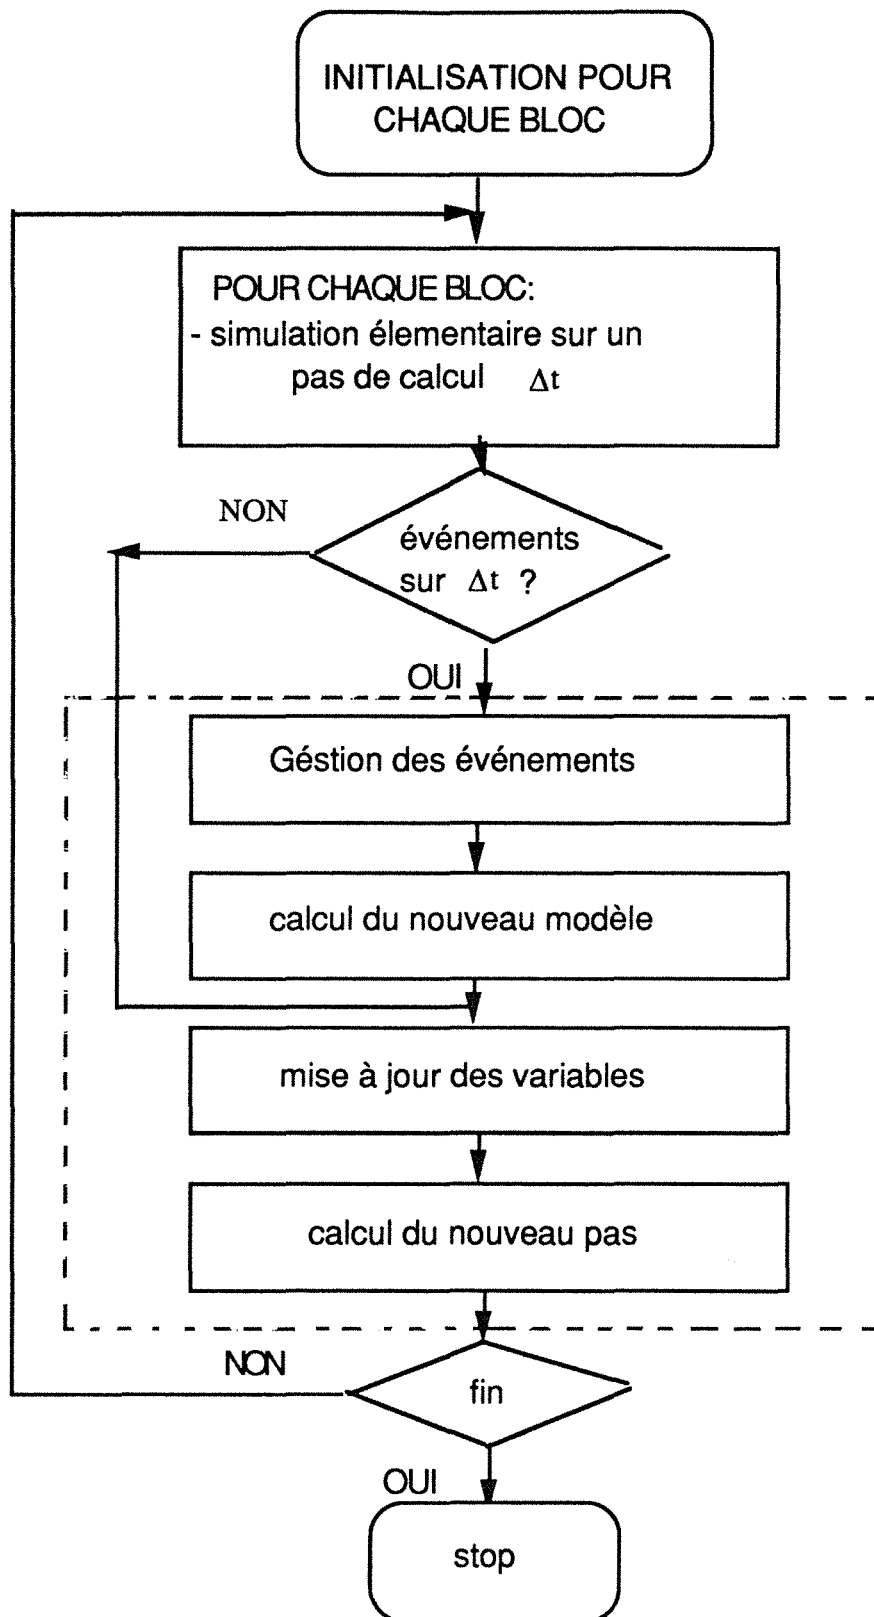 INITIALISATION POUR
CHAQUE BLOC
POUR CHAQUE BLOC:
- simulation élementaire sur un
pas de calcul Δt
NON
événements
sur Δt ?
OUI
Géstion des événements
calcul du nouveau modèle
mise à jour des variables
calcul du nouveau pas
NON
fin
OUI
stop